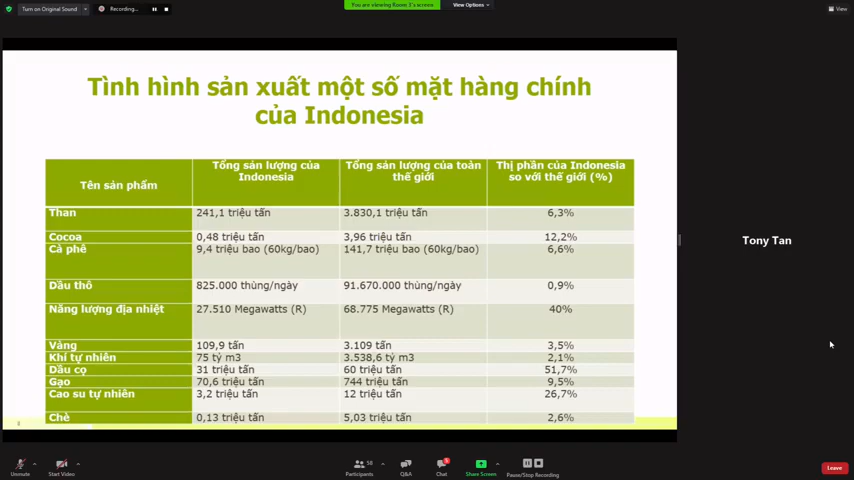 Turn on Original Sound
Recording...
You are viewing Room 3's screen
View Options
View
Tình hình sản xuất một số mặt hàng chính
của Indonesia
Tên sản phẩm
Tổng sản lượng của
Indonesia
Tổng sản lượng của toàn
thế giới
Thị phần của Indonesia
so với thế giới (%)
Than 241,1 triệu tấn 3.830,1 triệu tấn 6,3%
Cocoa 0,48 triệu tấn 3,96 triệu tấn 12,2%
Cà phê 9,4 triệu bao (60kg/bao) 141,7 triệu bao (60kg/bao) 6,6%
Dầu thô 825.000 thùng/ngày 91.670.000 thùng/ngày 0,9%
Năng lượng địa nhiệt 27.510 Megawatts (R) 68.775 Megawatts (R) 40%
Vàng 109,9 tấn 3.109 tấn 3,5%
Khí tự nhiên 75 tỷ m3 3.538,6 tỷ m3 2,1%
Dầu cọ 31 triệu tấn 60 triệu tấn 51,7%
Gạo 70,6 triệu tấn 744 triệu tấn 9,5%
Cao su tự nhiên 3,2 triệu tấn 12 triệu tấn 26,7%
Chè 0,13 triệu tấn 5,03 triệu tấn 2,6%
Tony Tan
Unmute
Start Video
Participants 58
Q&A
Chat
Share Screen
Pause/Stop Recording
Leave